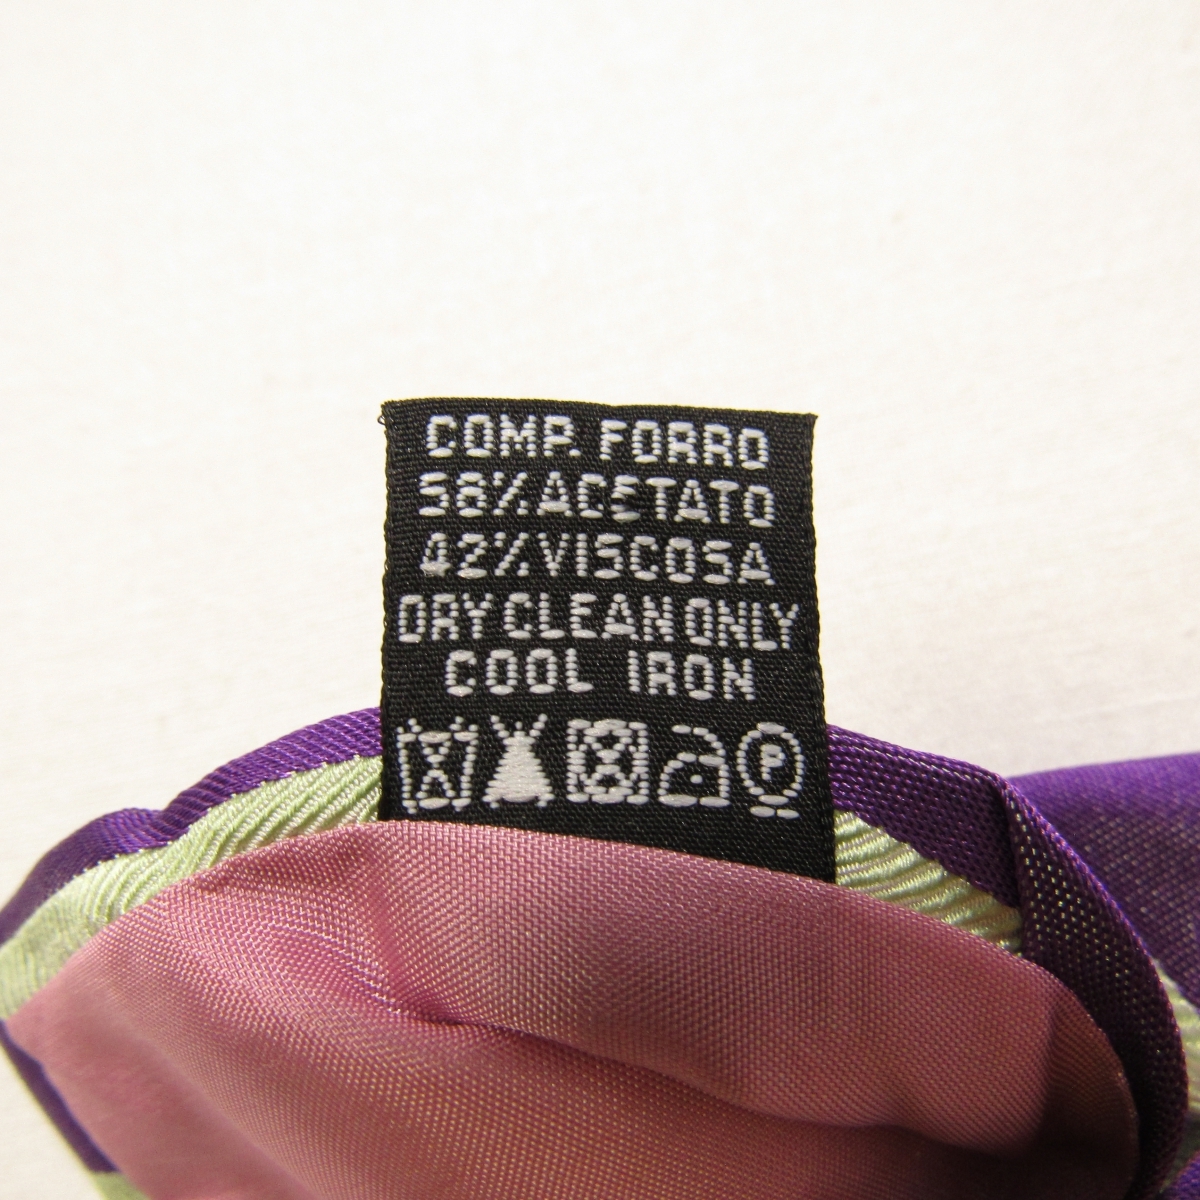 COMP. FORRO
58% ACETATO
42% VISCOSA
DRY CLEAN ONLY
COOL IRON
P